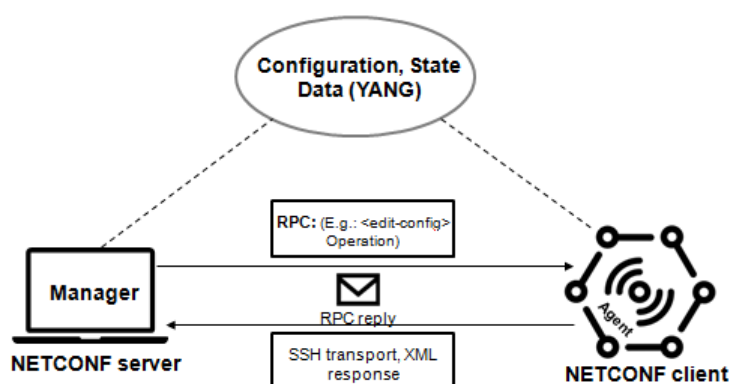 Configuration, State
Data (YANG)
RPC: (E.g.: <edit-config>
Operation)
Manager
RPC reply
Agent
SSH transport, XML
response
NETCONF server
NETCONF client